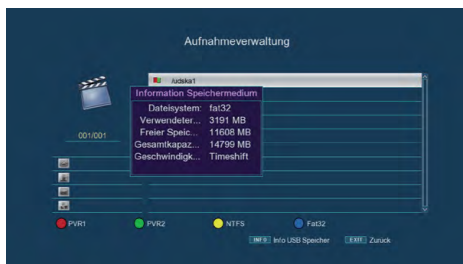 Aufnahmeverwaltung
/udska1
Information Speichermedium
Dateisystem: fat32
Verwendeter... 3191 MB
Freier Speic... 11608 MB
Gesamtkapaz... 14799 MB
Geschwindigk... Timeshift
001/001
PVR1 PVR2 NTFS Fat32
INFO Info USB Speicher EXIT Zurück